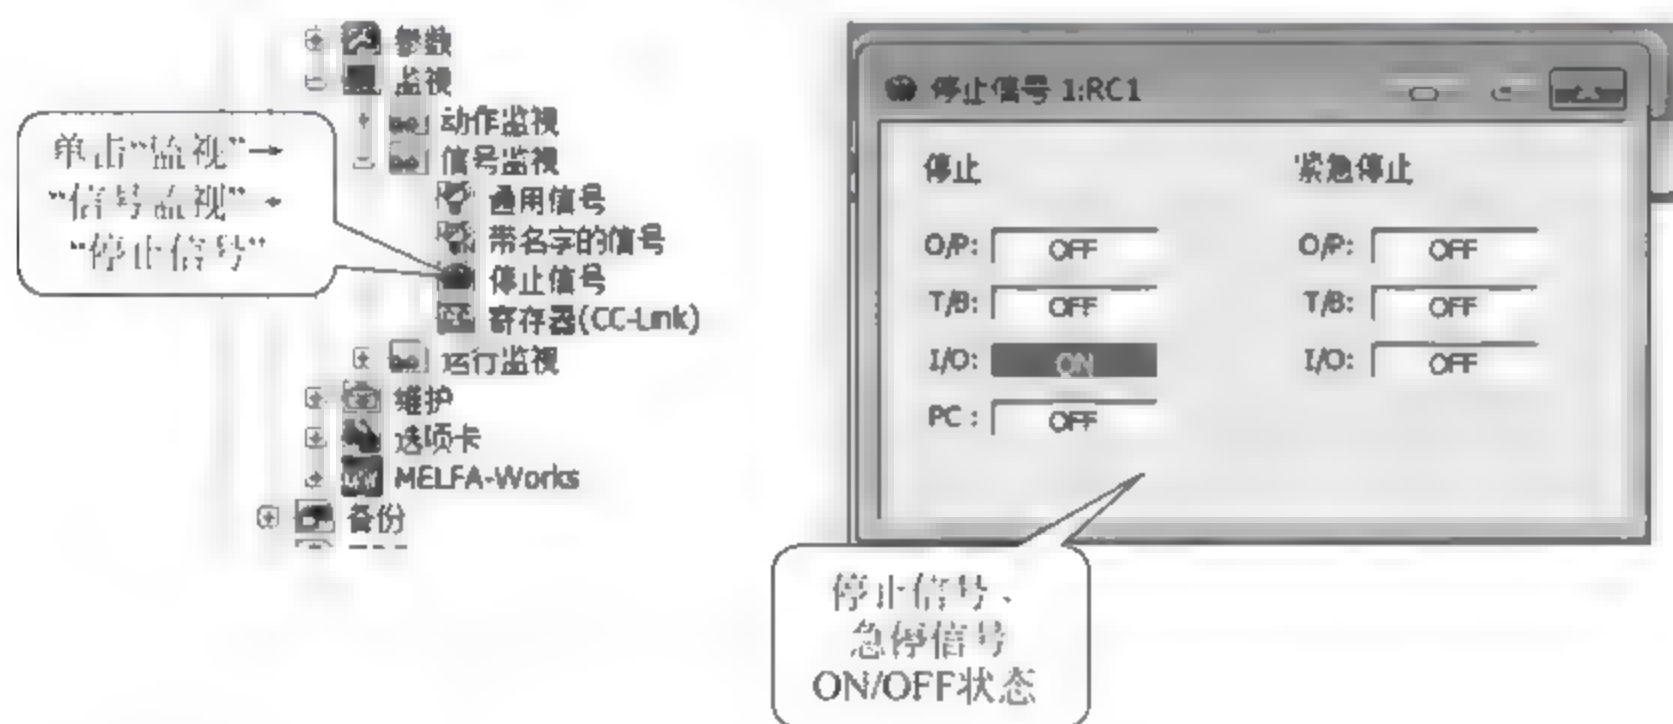 参数
监视
动作监视
信号监视
通用信号
带名字的信号
停止信号
寄存器(CC-Link)
运行监视
维护
选项卡
MELFA-Works
备份
单击“监视”→
“信号监视”→
“停止信号”
停止信号 1:RC1
停止 紧急停止
O/P: OFF O/P: OFF
T/B: OFF T/B: OFF
I/O: ON I/O: OFF
PC : OFF
停止信号、
急停信号
ON/OFF状态